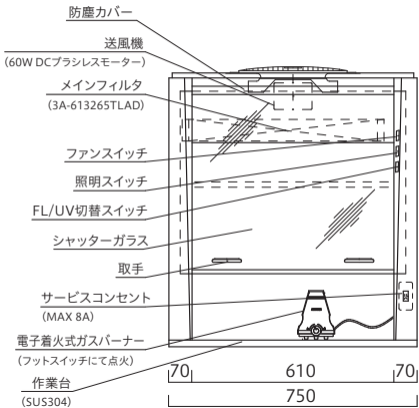 防塵カバー
送風機
(60W DCブラシレスモーター)
メインフィルタ
(3A-613265TLAD)
ファンスイッチ
照明スイッチ
FL/UV切替スイッチ
シャッターガラス
取手
サービスコンセント
(MAX 8A)
電子着火式ガスバーナー
(フットスイッチにて点火)
作業台
(SUS304)
70
610
70
750